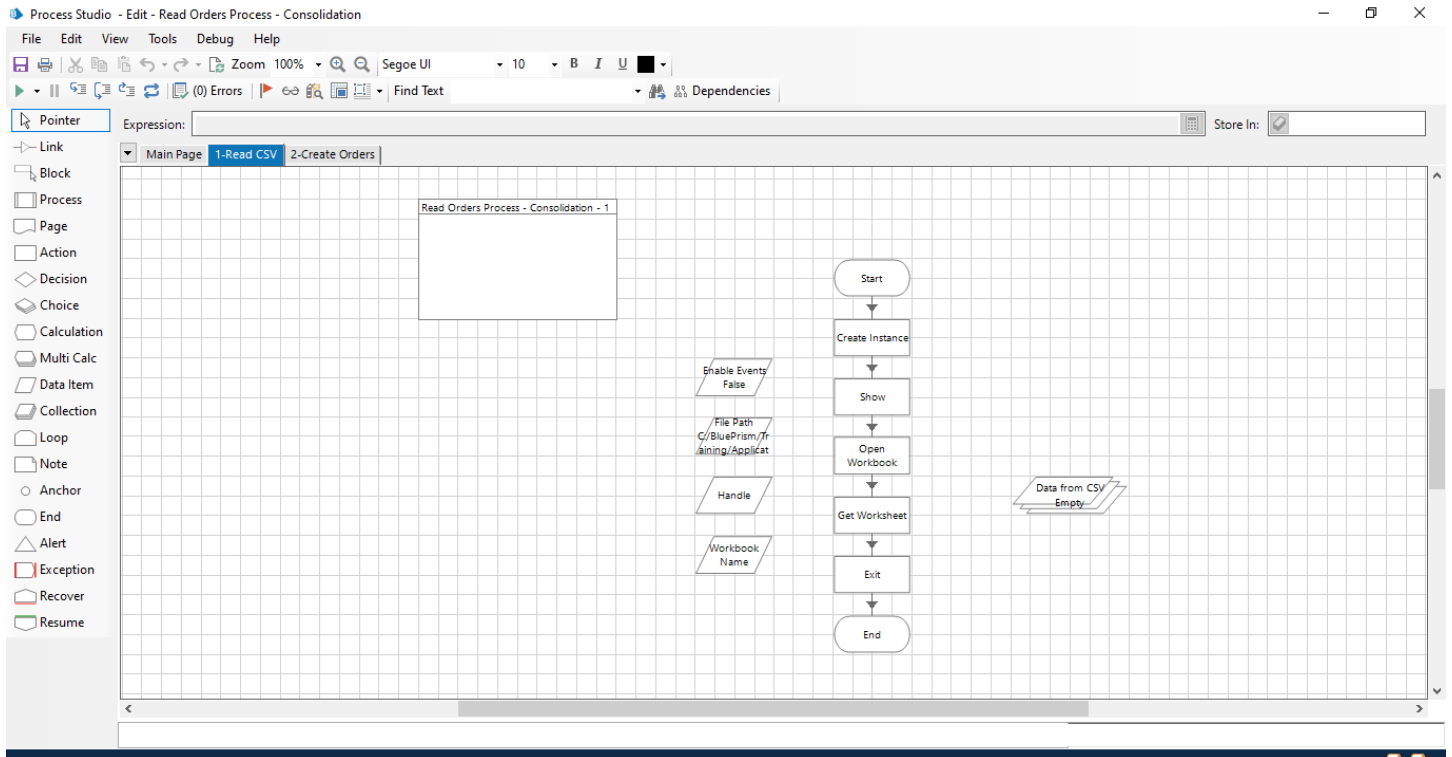 Process Studio - Edit - Read Orders Process - Consolidation
File Edit View Tools Debug Help
Zoom 100% Segoe UI 10 B I U
(0) Errors Find Text Dependencies
Pointer
Expression: Store In:
Link
Main Page 1-Read CSV 2-Create Orders
Block
Process
Page
Action
Decision
Choice
Calculation
Multi Calc
Data Item
Collection
Loop
Note
Anchor
End
Alert
Exception
Recover
Resume
Read Orders Process - Consolidation - 1
Start
Create Instance
Enable Events
False
Show
File Path
C:/BluePrism/Tr
aining/Applicat
Open
Workbook
Handle
Get Worksheet
Data from CSV
Empty
Workbook
Name
Exit
End